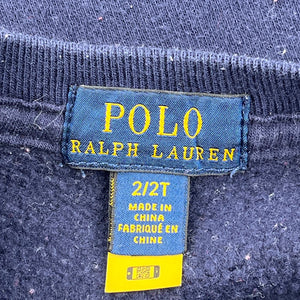 POLO
RALPH LAUREN
2/2T
MADE IN
CHINA
FABRIQUÉ EN
CHINE